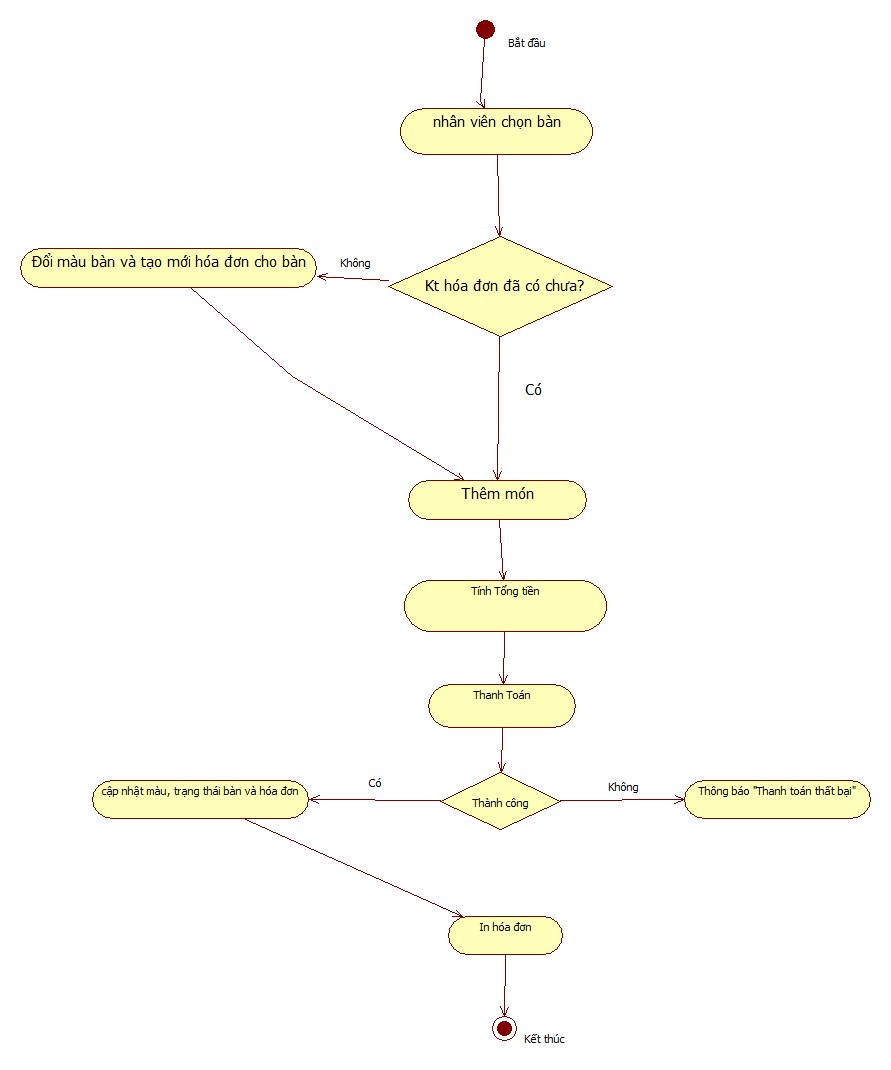 Bắt đầu
nhân viên chọn bàn
Đổi màu bàn và tạo mới hóa đơn cho bàn
Không
Kt hóa đơn đã có chưa?
Có
Thêm món
Tính Tổng tiền
Thanh Toán
cập nhật màu, trạng thái bàn và hóa đơn
Có
Thành công
Không
Thông báo "Thanh toán thất bại"
In hóa đơn
Kết thúc